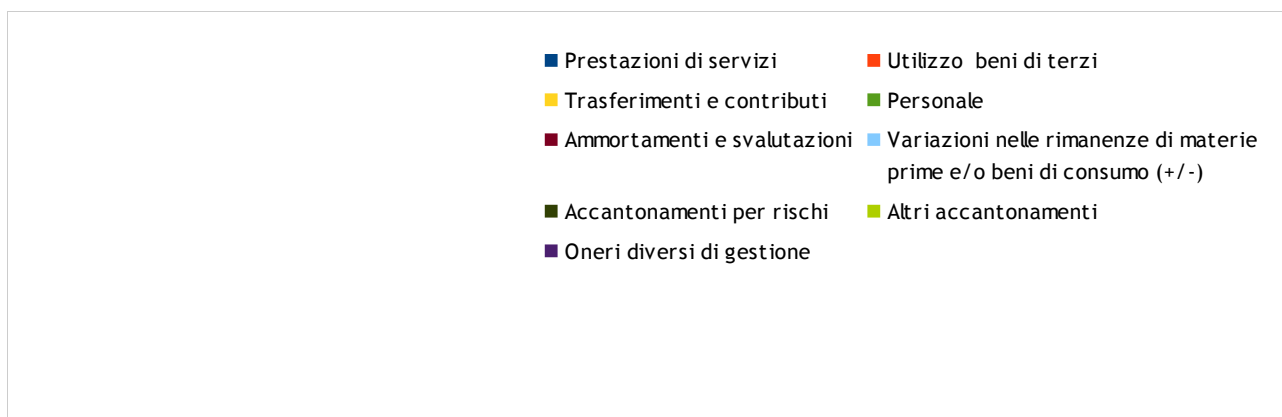 Prestazioni di servizi
Utilizzo beni di terzi
Trasferimenti e contributi
Personale
Ammortamenti e svalutazioni
Variazioni nelle rimanenze di materie
prime e/o beni di consumo (+/-)
Accantonamenti per rischi
Altri accantonamenti
Oneri diversi di gestione